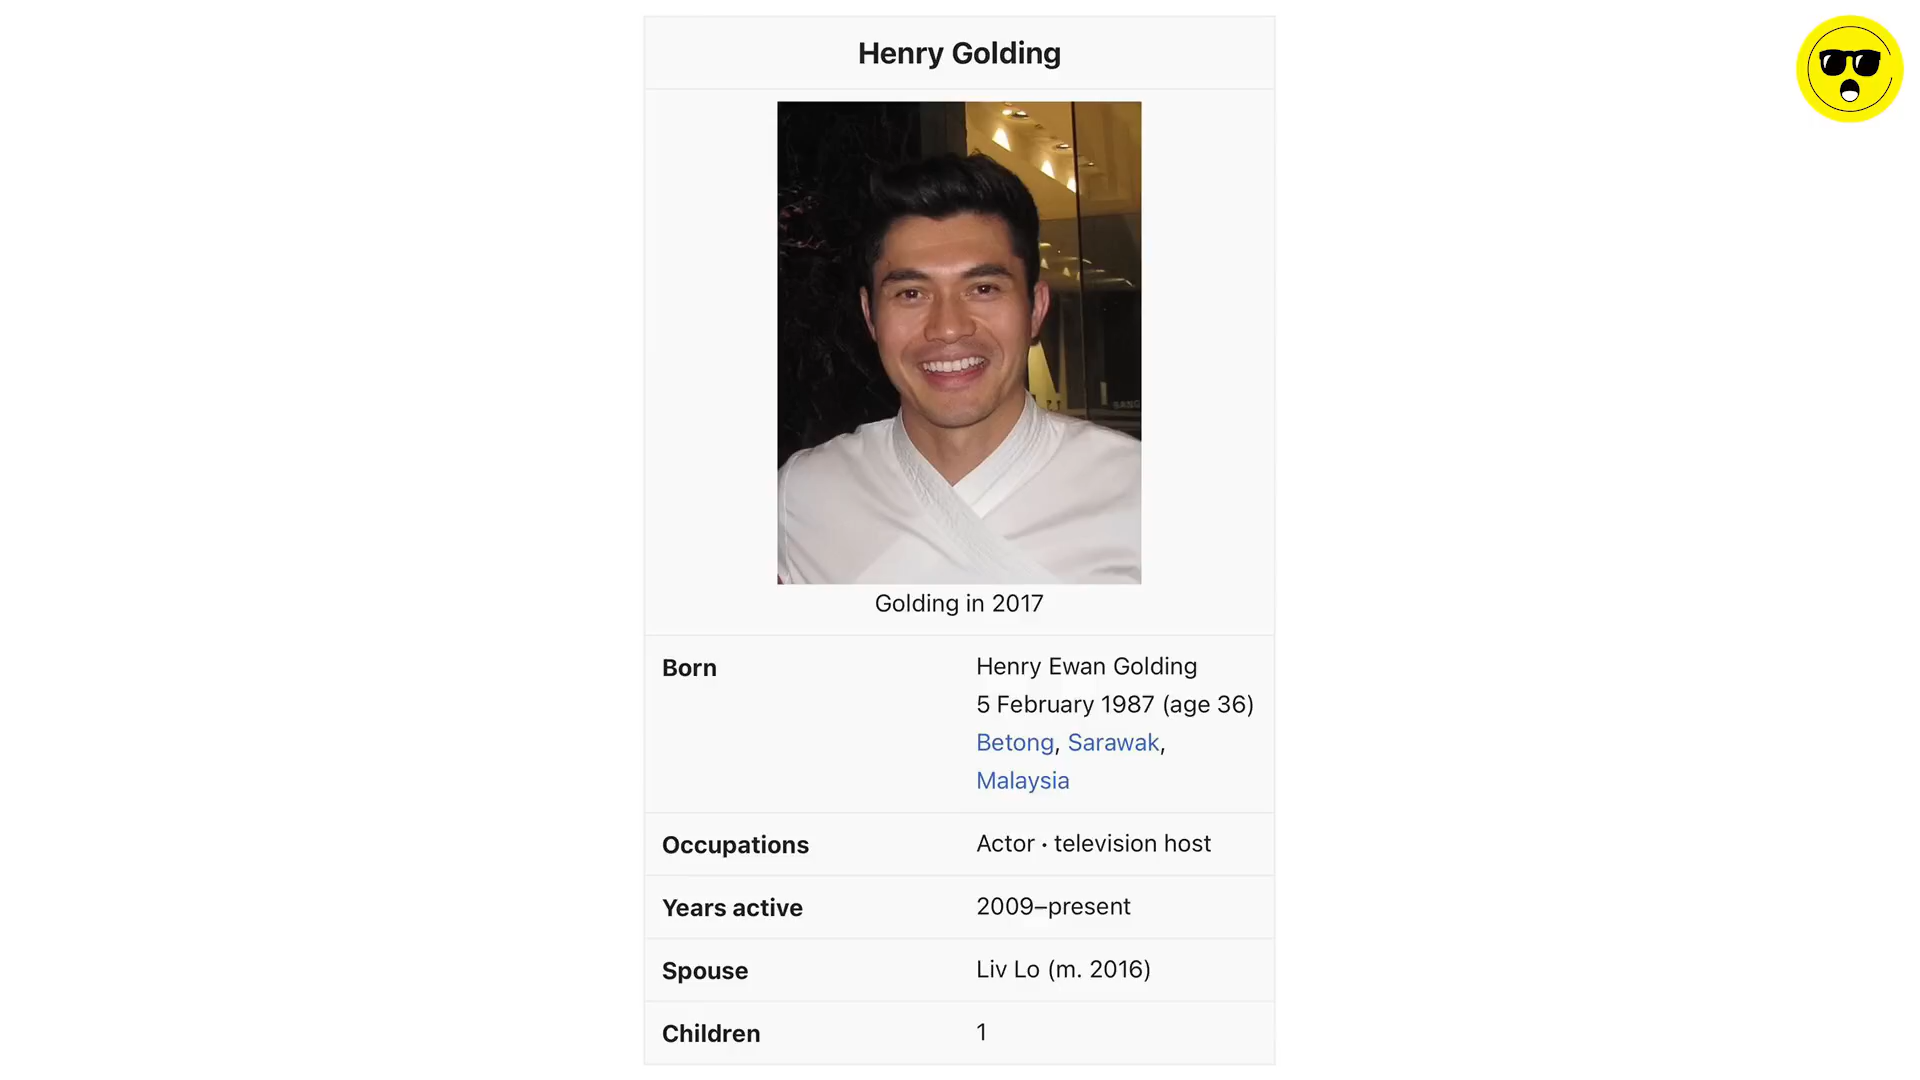 Henry Golding
Golding in 2017
Born
Henry Ewan Golding
5 February 1987 (age 36)
Betong, Sarawak,
Malaysia
Occupations
Actor · television host
Years active
2009–present
Spouse
Liv Lo (m. 2016)
Children
1